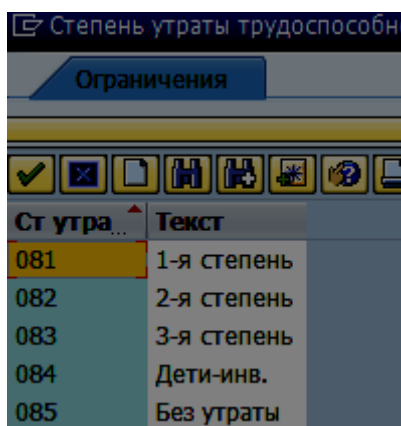 Степень утраты трудоспособн
Ограничения
Ст утра... Текст
081 1-я степень
082 2-я степень
083 3-я степень
084 Дети-инв.
085 Без утраты